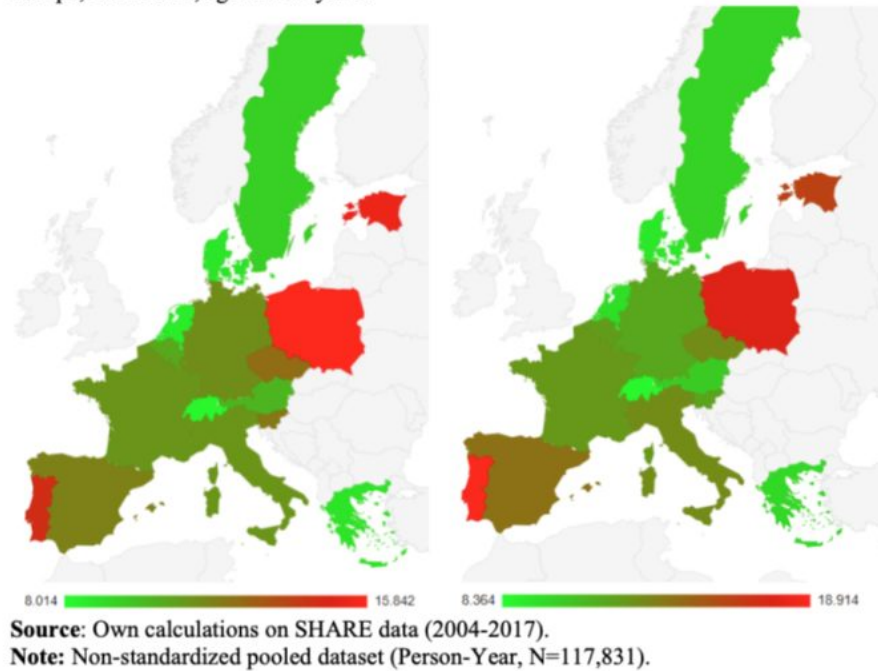 8.014 15.842 8.364 18.914
Source: Own calculations on SHARE data (2004-2017).
Note: Non-standardized pooled dataset (Person-Year, N=117,831).